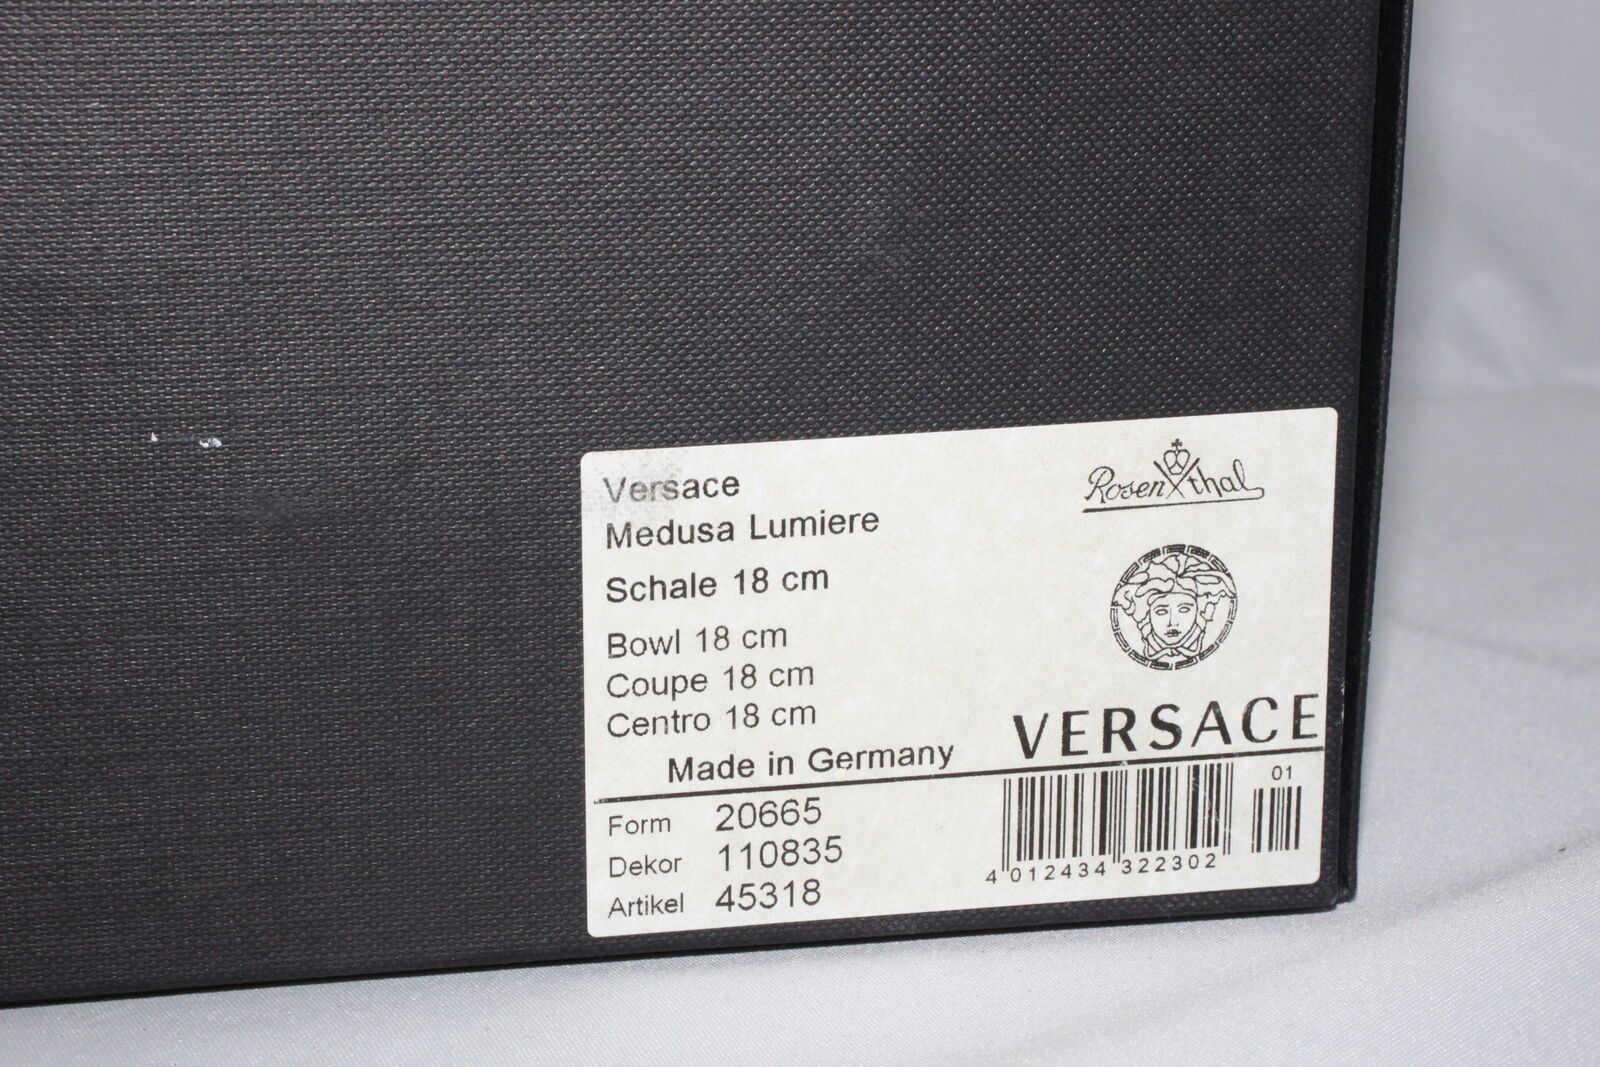 Versace
Medusa Lumiere
Schale 18 cm
Bowl 18 cm
Coupe 18 cm
Centro 18 cm
Made in Germany
Rosenthal
VERSACE
Form 20665
Dekor 110835
Artikel 45318
01
4 012434 322302